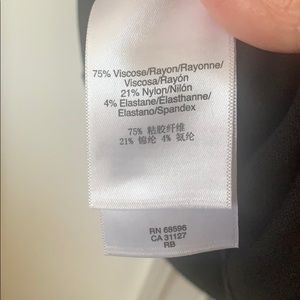 75% Viscose/Rayon/Rayonne/
Viscosa/Rayón
21% Nylon/Nilón
4% Elastane/Élasthanne/
Elastano/Spandex
75% 粘胶纤维
21% 锦纶 4% 氨纶
RN 68596
CA 31127
RB